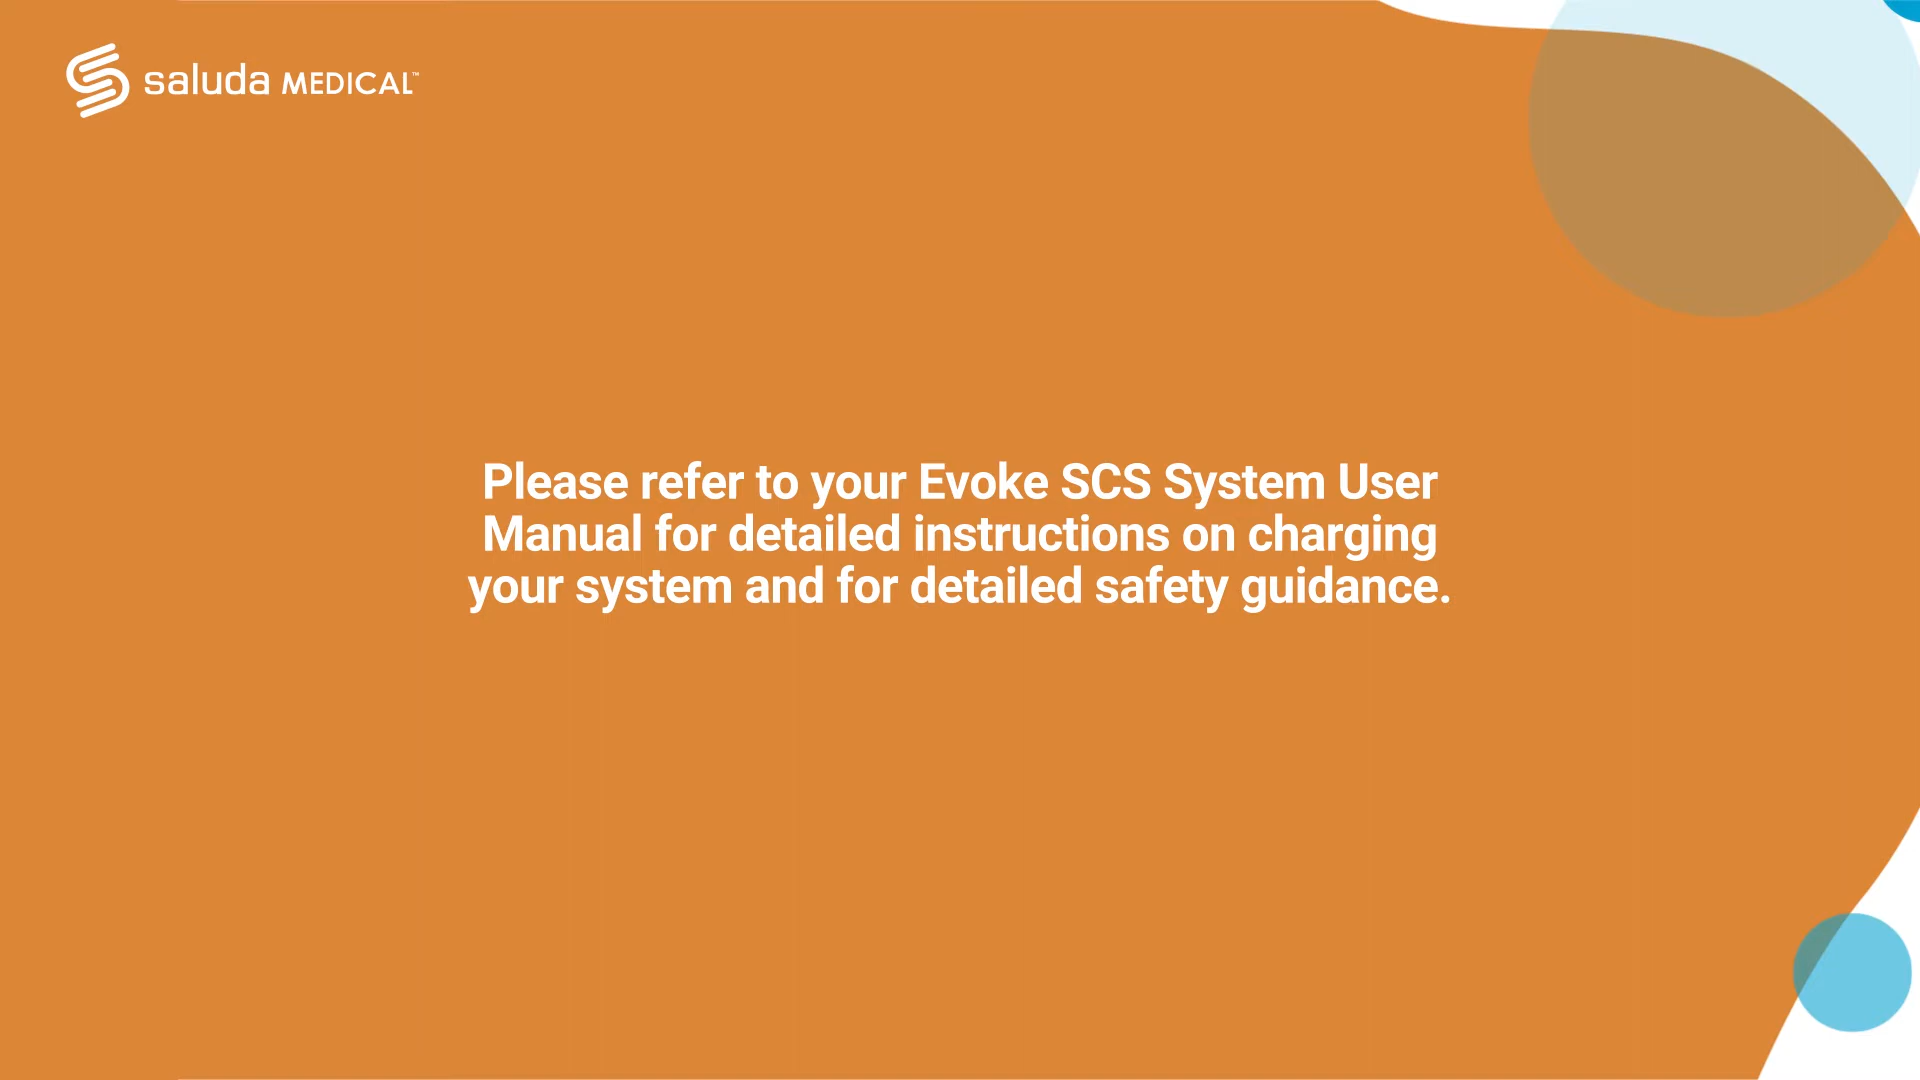 saluda MEDICAL™
Please refer to your Evoke SCS System User
Manual for detailed instructions on charging
your system and for detailed safety guidance.